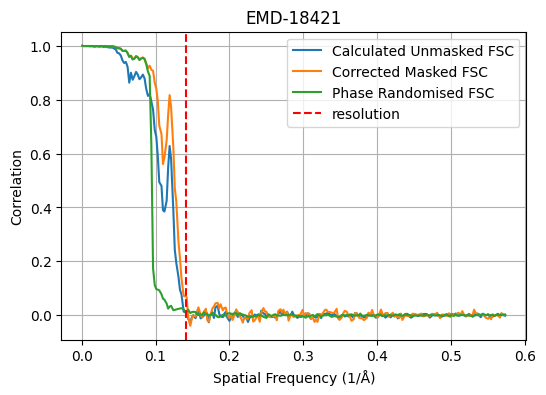 EMD-18421
Calculated Unmasked FSC
Corrected Masked FSC
Phase Randomised FSC
resolution
Correlation
1.0
0.8
0.6
0.4
0.2
0.0
0.0 0.1 0.2 0.3 0.4 0.5 0.6
Spatial Frequency (1/Å)